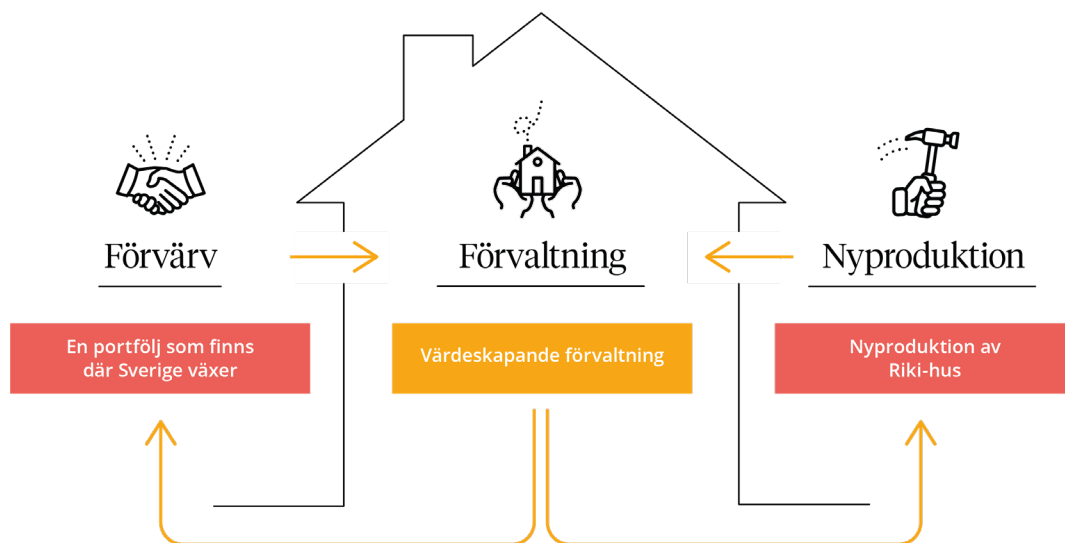 Förvärv
En portfölj som finns
där Sverige växer
Förvaltning
Värdeskapande förvaltning
Nyproduktion
Nyproduktion av
Riki-hus